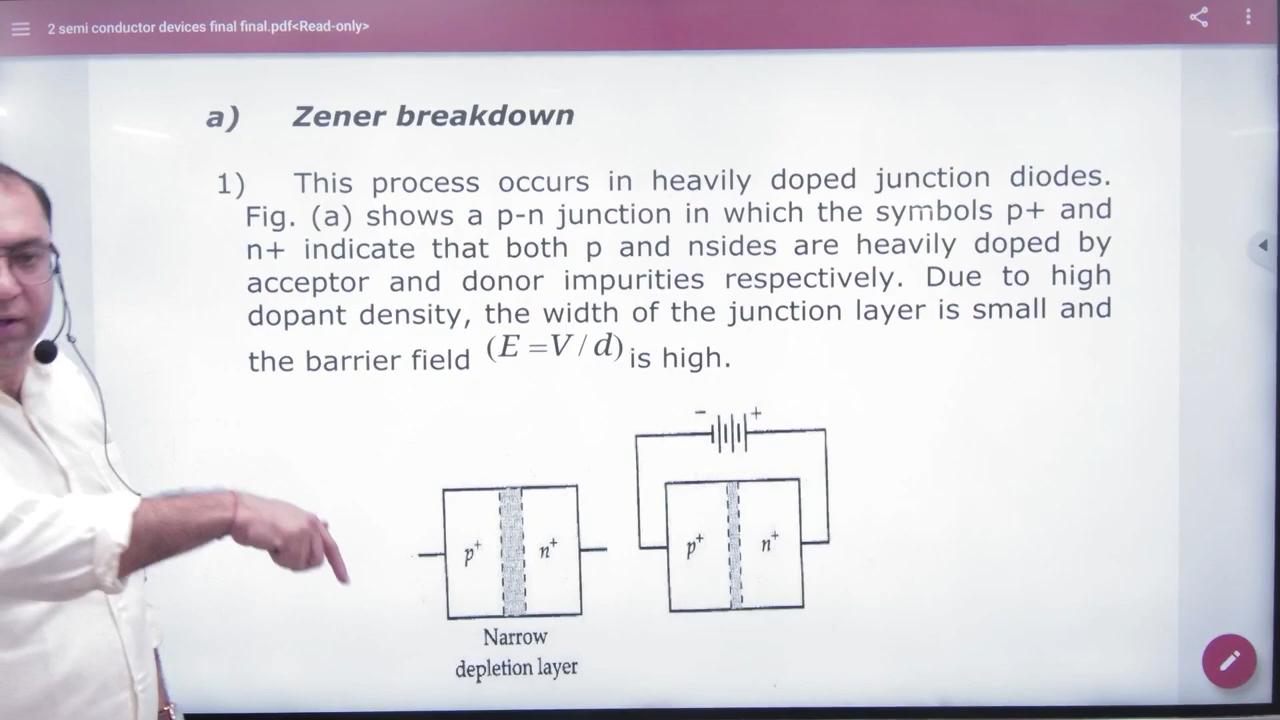 2 semi conductor devices final final.pdf<Read-only>
a) Zener breakdown
1) This process occurs in heavily doped junction diodes.
Fig. (a) shows a p-n junction in which the symbols p+ and
n+ indicate that both p and nsides are heavily doped by
acceptor and donor impurities respectively. Due to high
dopant density, the width of the junction layer is small and
the barrier field (E =V / d) is high.
− +
p+ n+ p+ n+
Narrow
depletion layer